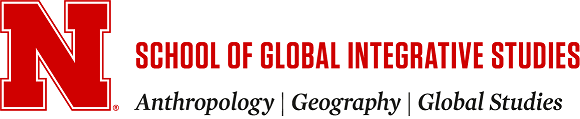 N®
SCHOOL OF GLOBAL INTEGRATIVE STUDIES
Anthropology | Geography | Global Studies